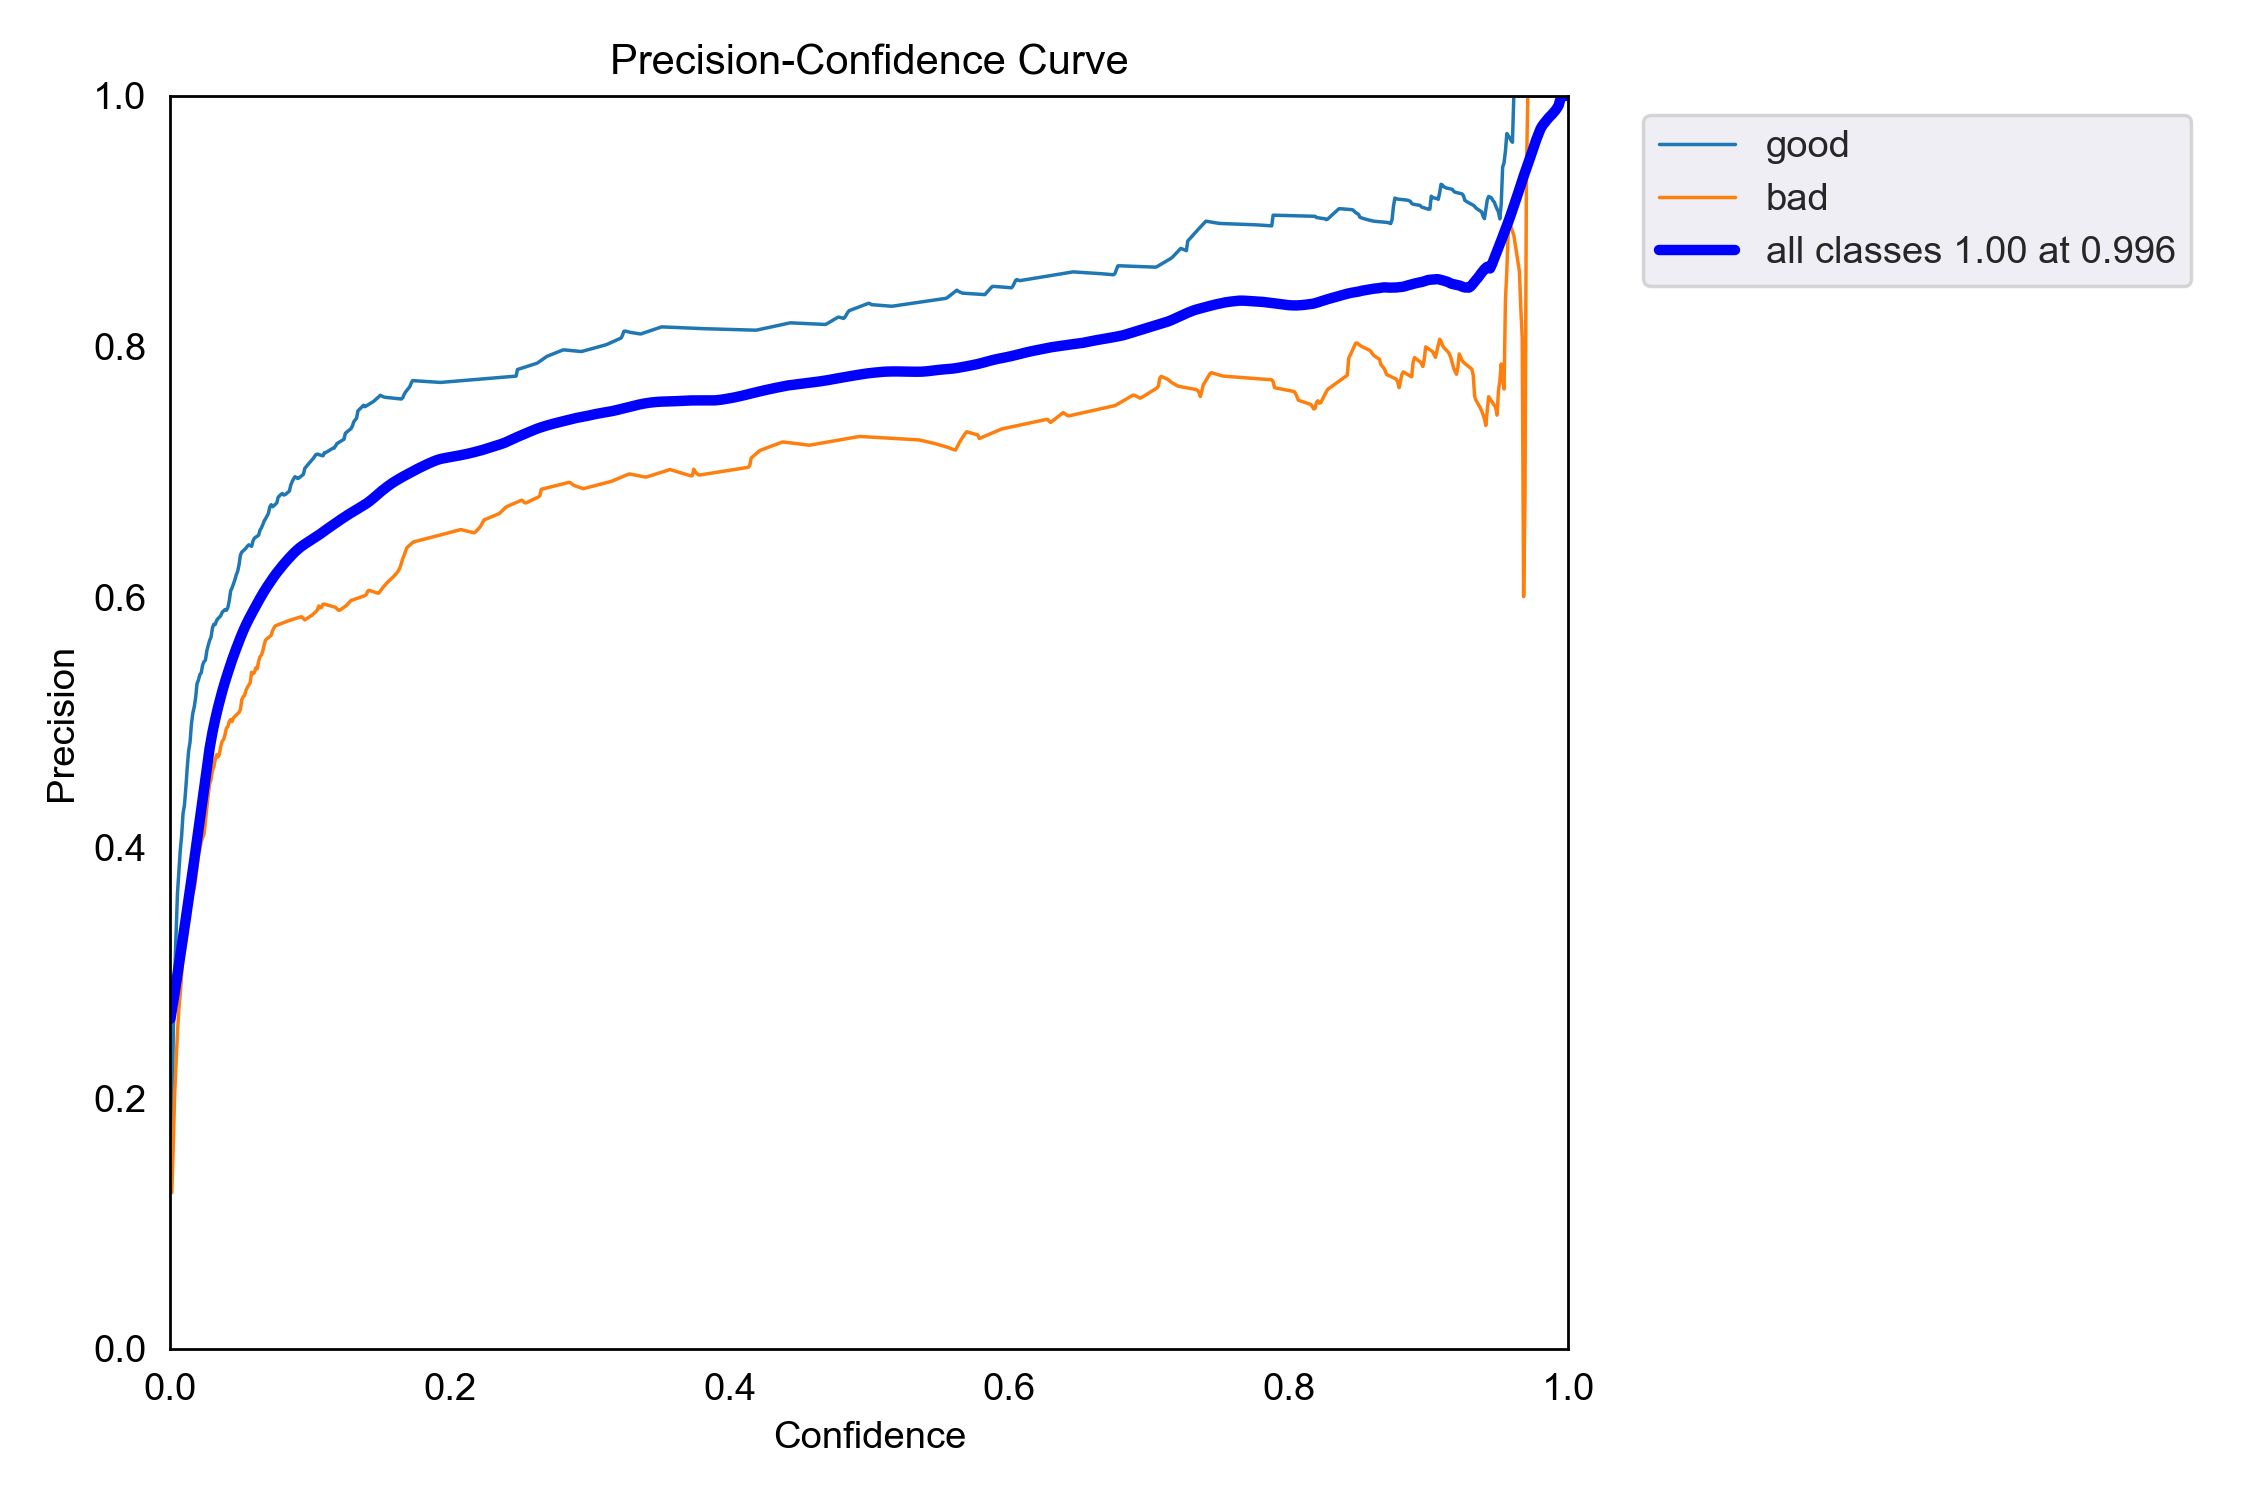 Precision-Confidence Curve
1.0
0.8
0.6
0.4
0.2
0.0
Precision
0.0 0.2 0.4 0.6 0.8 1.0
Confidence
good
bad
all classes 1.00 at 0.996